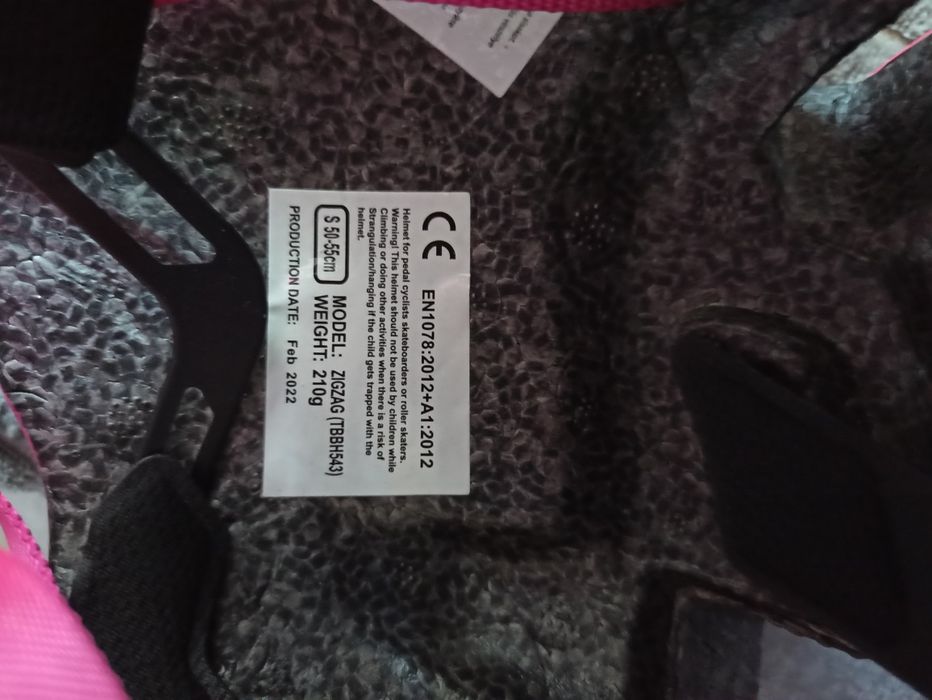 CE EN1078:2012+A1:2012
Helmet for pedal cyclists skateboarders or roller skaters.
Warning! This helmet should not be used by children while
Climbing or doing other activities when there is a risk of
Strangulation/hanging if the child gets trapped with the
helmet.
S 50-55cm
MODEL: ZIGZAG (TBBH543)
WEIGHT: 210g
PRODUCTION DATE: Feb 2022